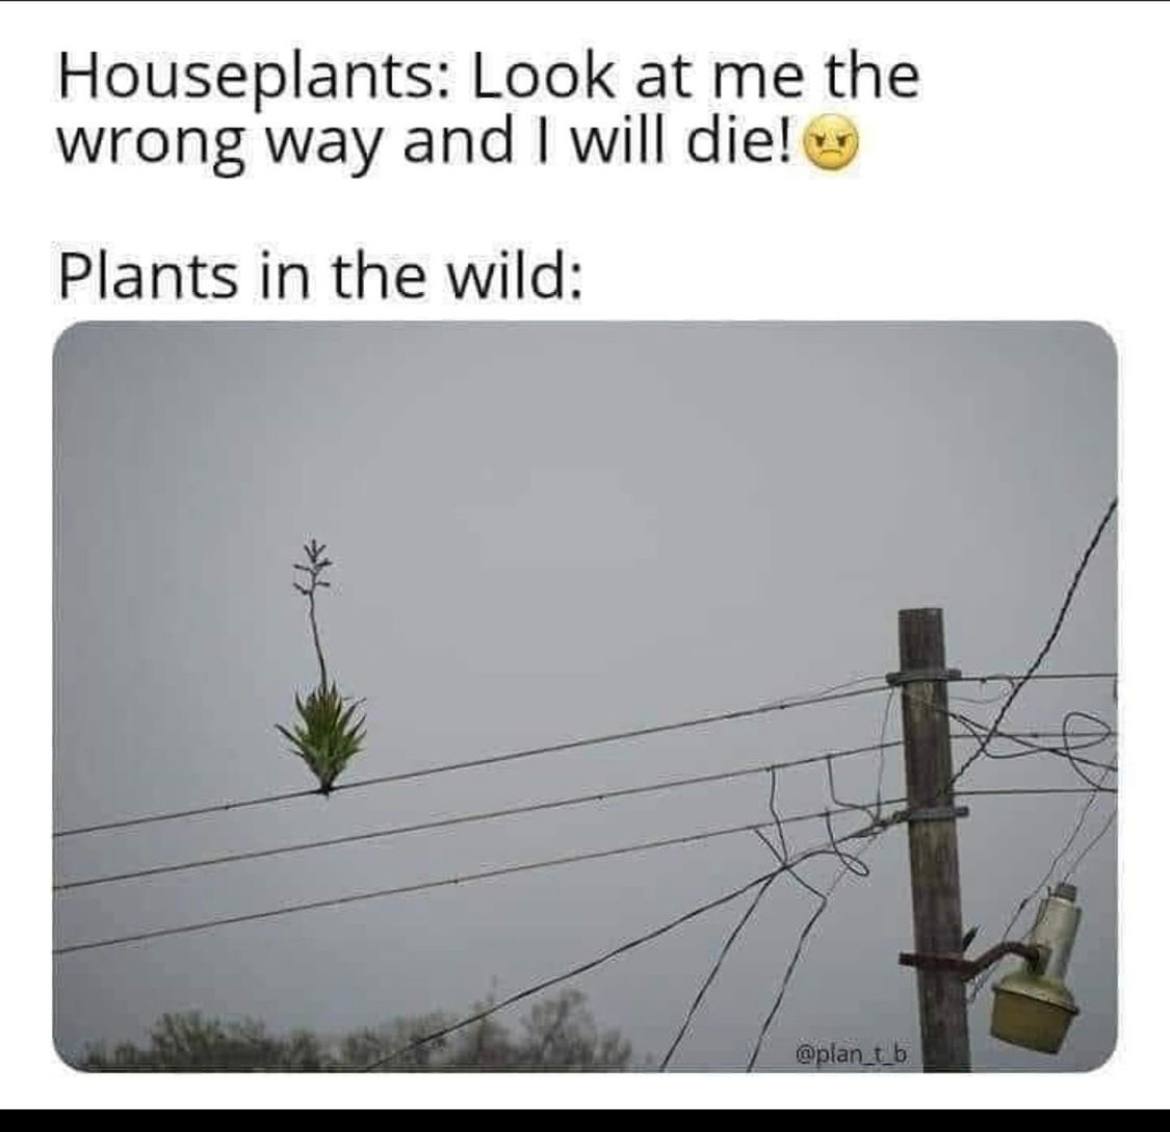 Houseplants: Look at me the
wrong way and I will die!😠
Plants in the wild:
@plan_t_b